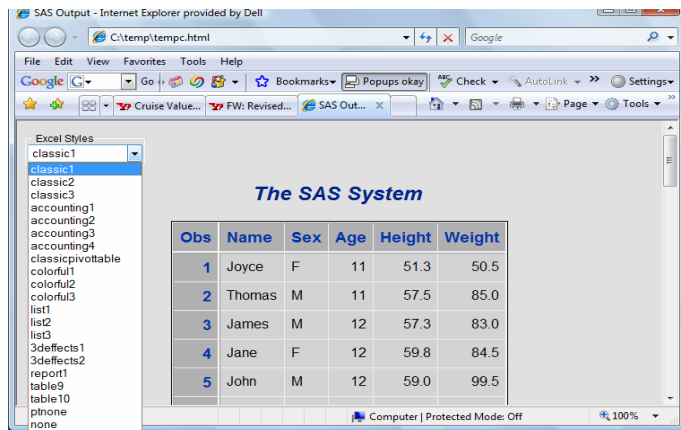 SAS Output - Internet Explorer provided by Dell
C:\temp\tempc.html
Google
File Edit View Favorites Tools Help
Google G Go Bookmarks Popups okay Check AutoLink » Settings
Cruise Value... FW: Revised... SAS Out... x Page Tools »
Excel Styles
classic1
classic1
classic2
classic3
accounting1
accounting2
accounting3
accounting4
classicpivottable
colorful1
colorful2
colorful3
list1
list2
list3
3deffects1
3deffects2
report1
table9
table10
ptnone
none
The SAS System
Obs Name Sex Age Height Weight
1 Joyce F 11 51.3 50.5
2 Thomas M 11 57.5 85.0
3 James M 12 57.3 83.0
4 Jane F 12 59.8 84.5
5 John M 12 59.0 99.5
Computer | Protected Mode: Off 100%